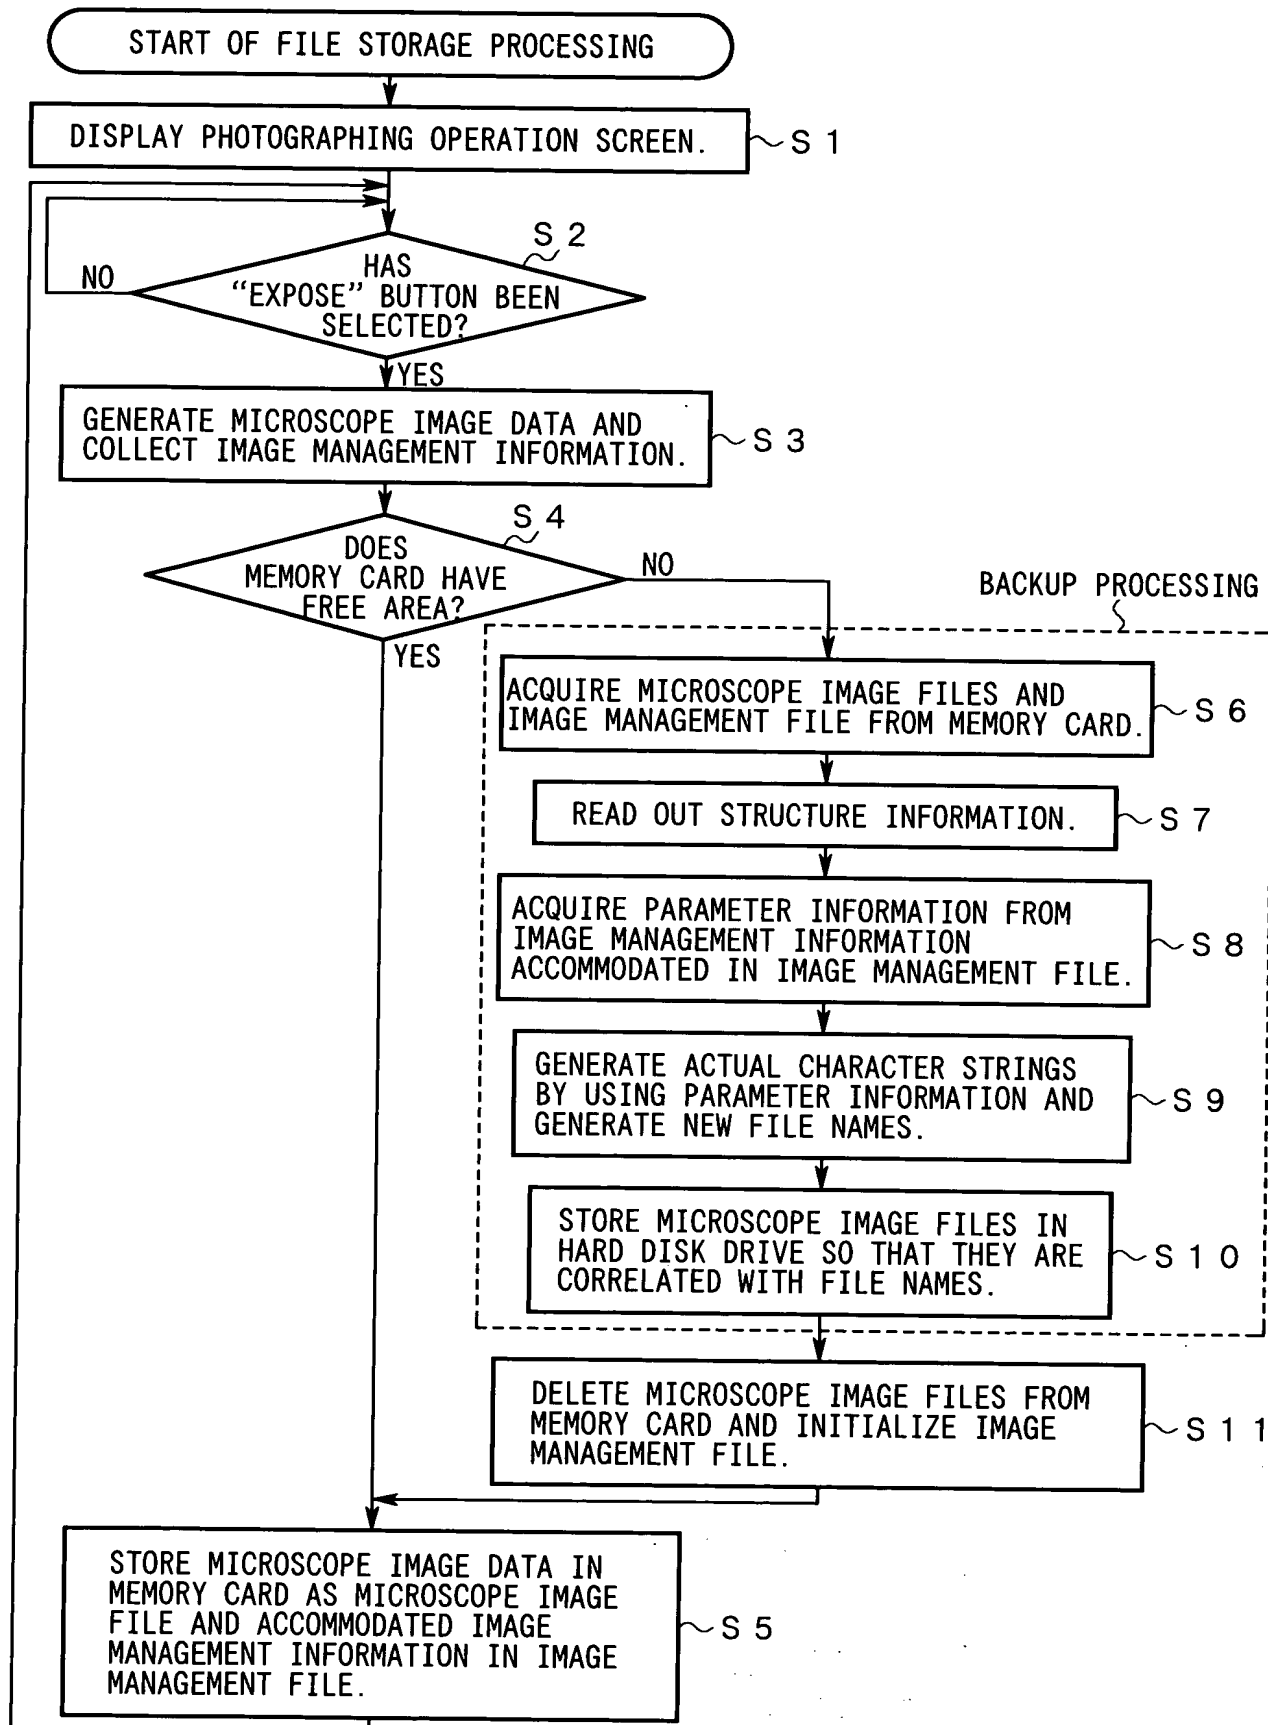 START OF FILE STORAGE PROCESSING
DISPLAY PHOTOGRAPHING OPERATION SCREEN.
S 1
S 2
HAS
“EXPOSE” BUTTON BEEN
SELECTED?
NO
YES
GENERATE MICROSCOPE IMAGE DATA AND
COLLECT IMAGE MANAGEMENT INFORMATION.
S 3
S 4
DOES
MEMORY CARD HAVE
FREE AREA?
NO
YES
BACKUP PROCESSING
ACQUIRE MICROSCOPE IMAGE FILES AND
IMAGE MANAGEMENT FILE FROM MEMORY CARD.
S 6
READ OUT STRUCTURE INFORMATION.
S 7
ACQUIRE PARAMETER INFORMATION FROM
IMAGE MANAGEMENT INFORMATION
ACCOMMODATED IN IMAGE MANAGEMENT FILE.
S 8
GENERATE ACTUAL CHARACTER STRINGS
BY USING PARAMETER INFORMATION AND
GENERATE NEW FILE NAMES.
S 9
STORE MICROSCOPE IMAGE FILES IN
HARD DISK DRIVE SO THAT THEY ARE
CORRELATED WITH FILE NAMES.
S 1 0
DELETE MICROSCOPE IMAGE FILES FROM
MEMORY CARD AND INITIALIZE IMAGE
MANAGEMENT FILE.
S 1 1
STORE MICROSCOPE IMAGE DATA IN
MEMORY CARD AS MICROSCOPE IMAGE
FILE AND ACCOMMODATED IMAGE
MANAGEMENT INFORMATION IN IMAGE
MANAGEMENT FILE.
S 5